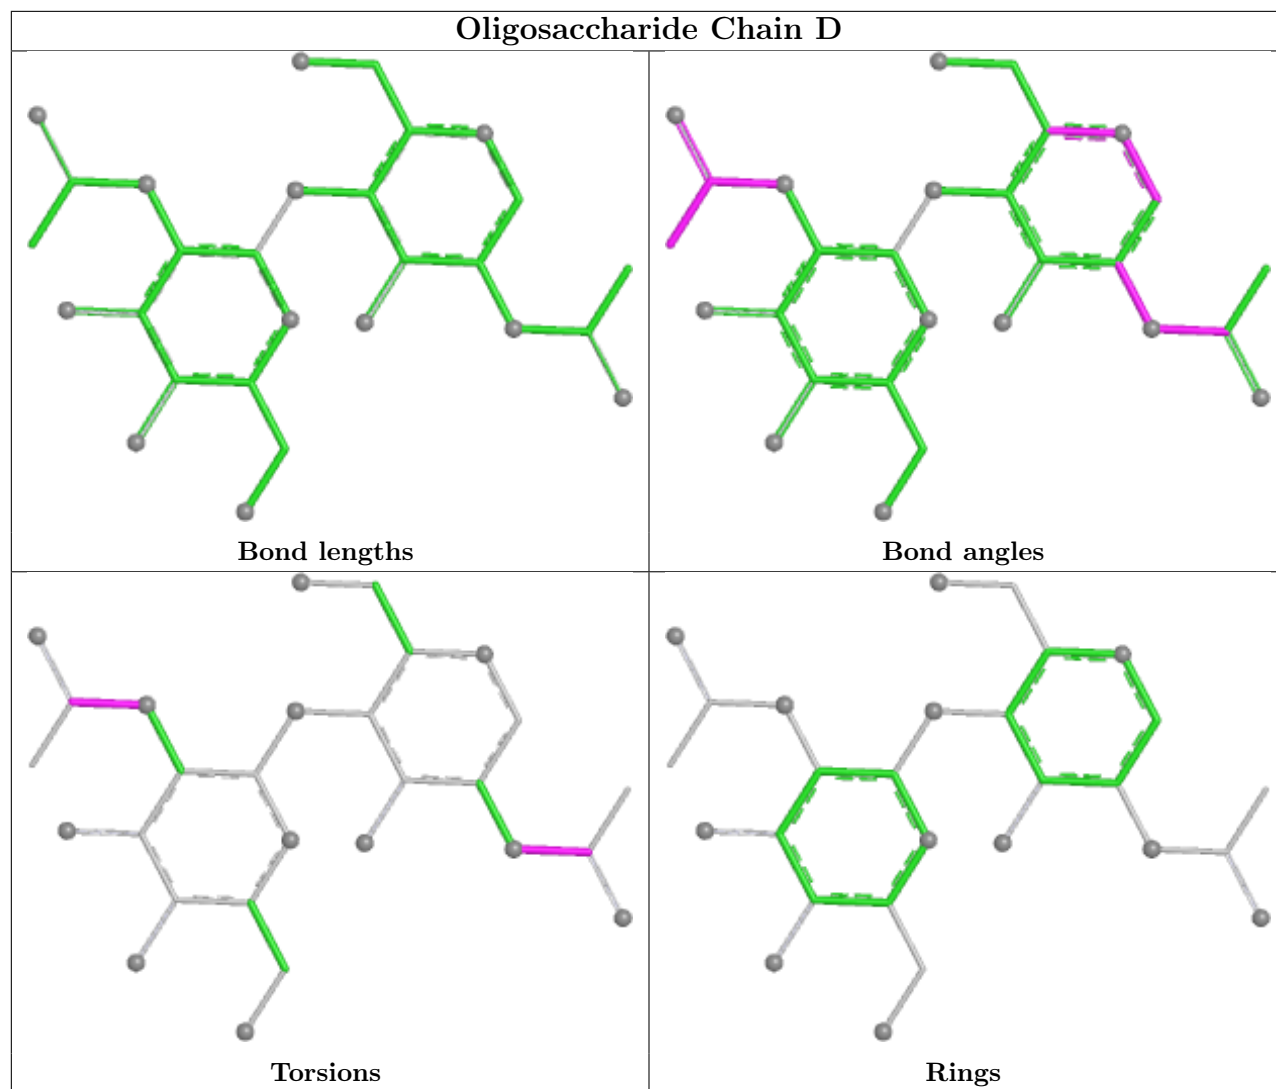 Oligosaccharide Chain D
Bond lengths
Bond angles
Torsions
Rings